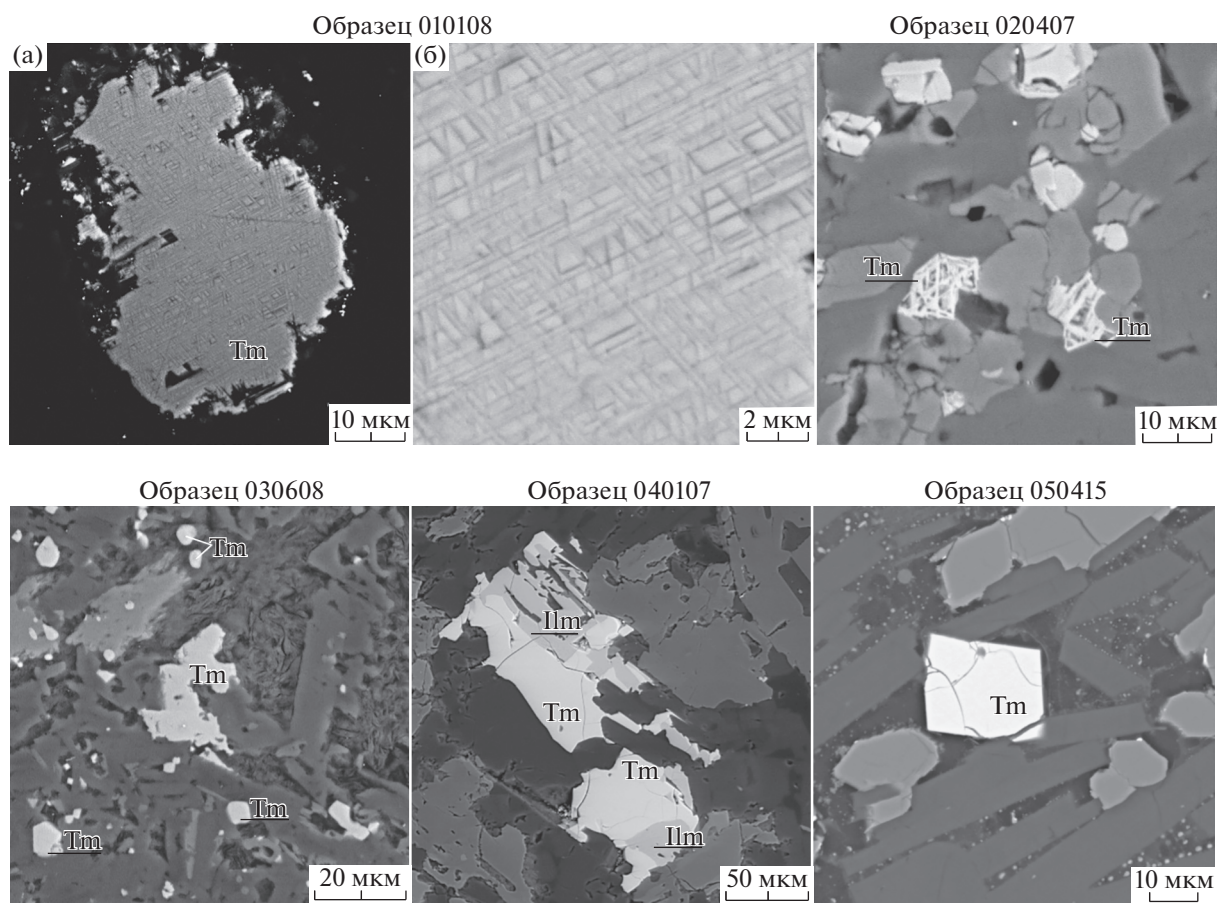 Образец 010108
Образец 020407
(а)
(б)
Tm
10 мкм
2 мкм
Tm
Tm
10 мкм
Образец 030608
Образец 040107
Образец 050415
Tm
Tm
Tm
Tm
20 мкм
Ilm
Tm
Tm
Ilm
50 мкм
Tm
10 мкм